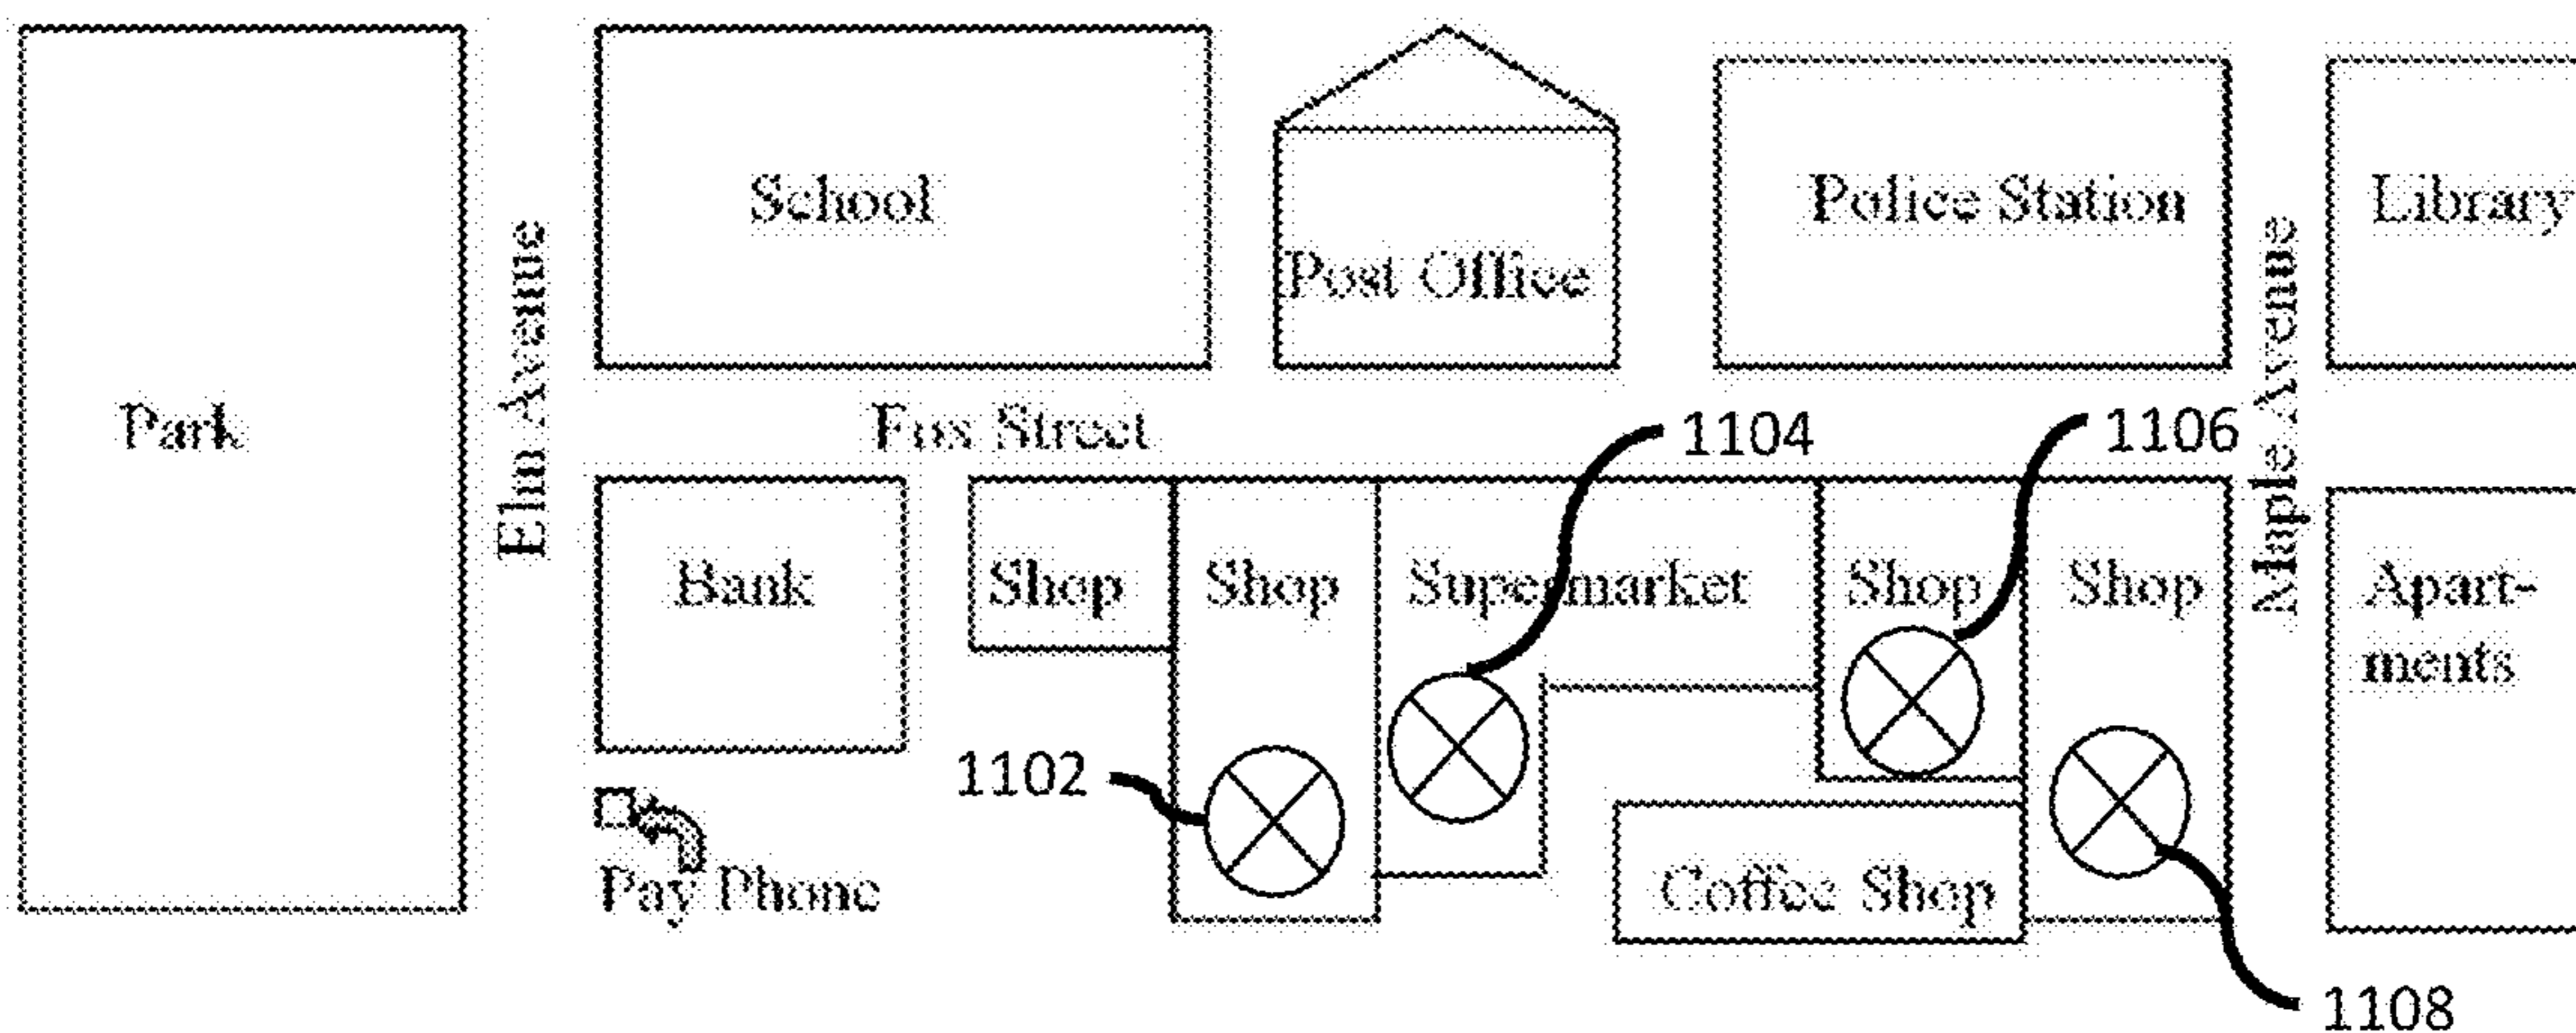 School
Post Office
Police Station
Library
Park
Elm Avenue
Fox Street
1104
1106
Maple Avenue
Bank
Shop
Shop
Supermarket
Shop
Shop
Apart-
ments
1102
Pay Phone
Coffee Shop
1108